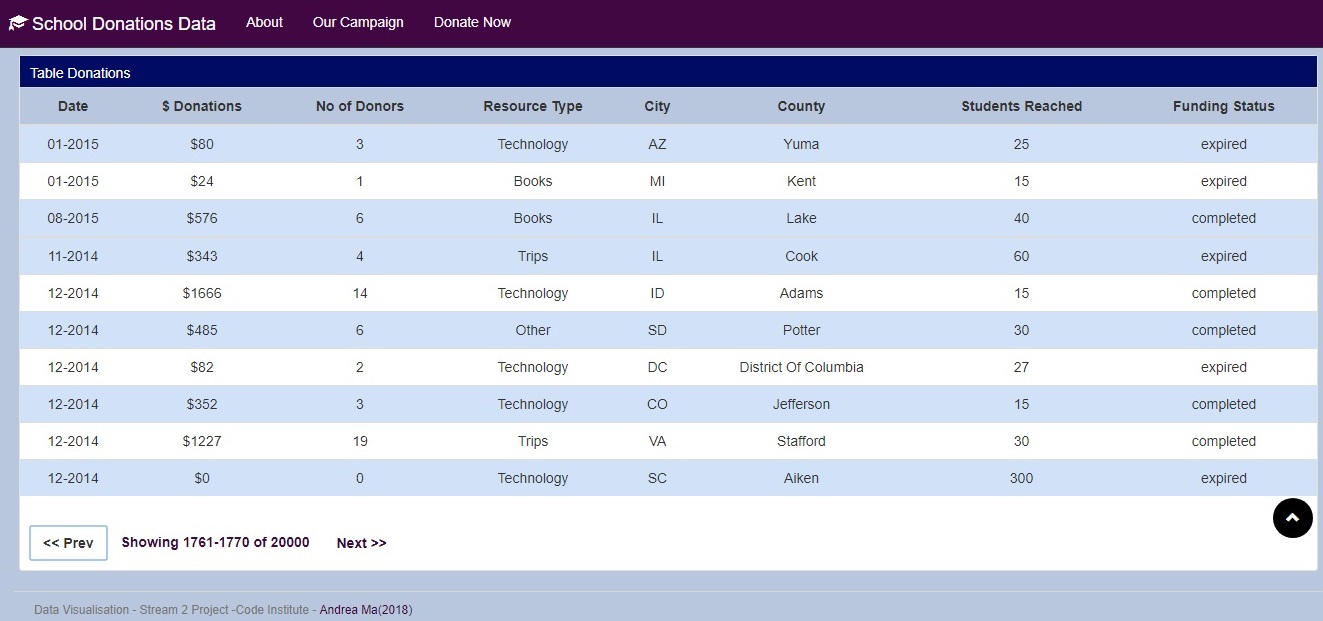 School Donations Data About Our Campaign Donate Now
Table Donations
Date $ Donations No of Donors Resource Type City County Students Reached Funding Status
01-2015 $80 3 Technology AZ Yuma 25 expired
01-2015 $24 1 Books MI Kent 15 expired
08-2015 $576 6 Books IL Lake 40 completed
11-2014 $343 4 Trips IL Cook 60 expired
12-2014 $1666 14 Technology ID Adams 15 completed
12-2014 $485 6 Other SD Potter 30 completed
12-2014 $82 2 Technology DC District Of Columbia 27 expired
12-2014 $352 3 Technology CO Jefferson 15 completed
12-2014 $1227 19 Trips VA Stafford 30 completed
12-2014 $0 0 Technology SC Aiken 300 expired
<< Prev Showing 1761-1770 of 20000 Next >>
Data Visualisation - Stream 2 Project -Code Institute - Andrea Ma(2018)